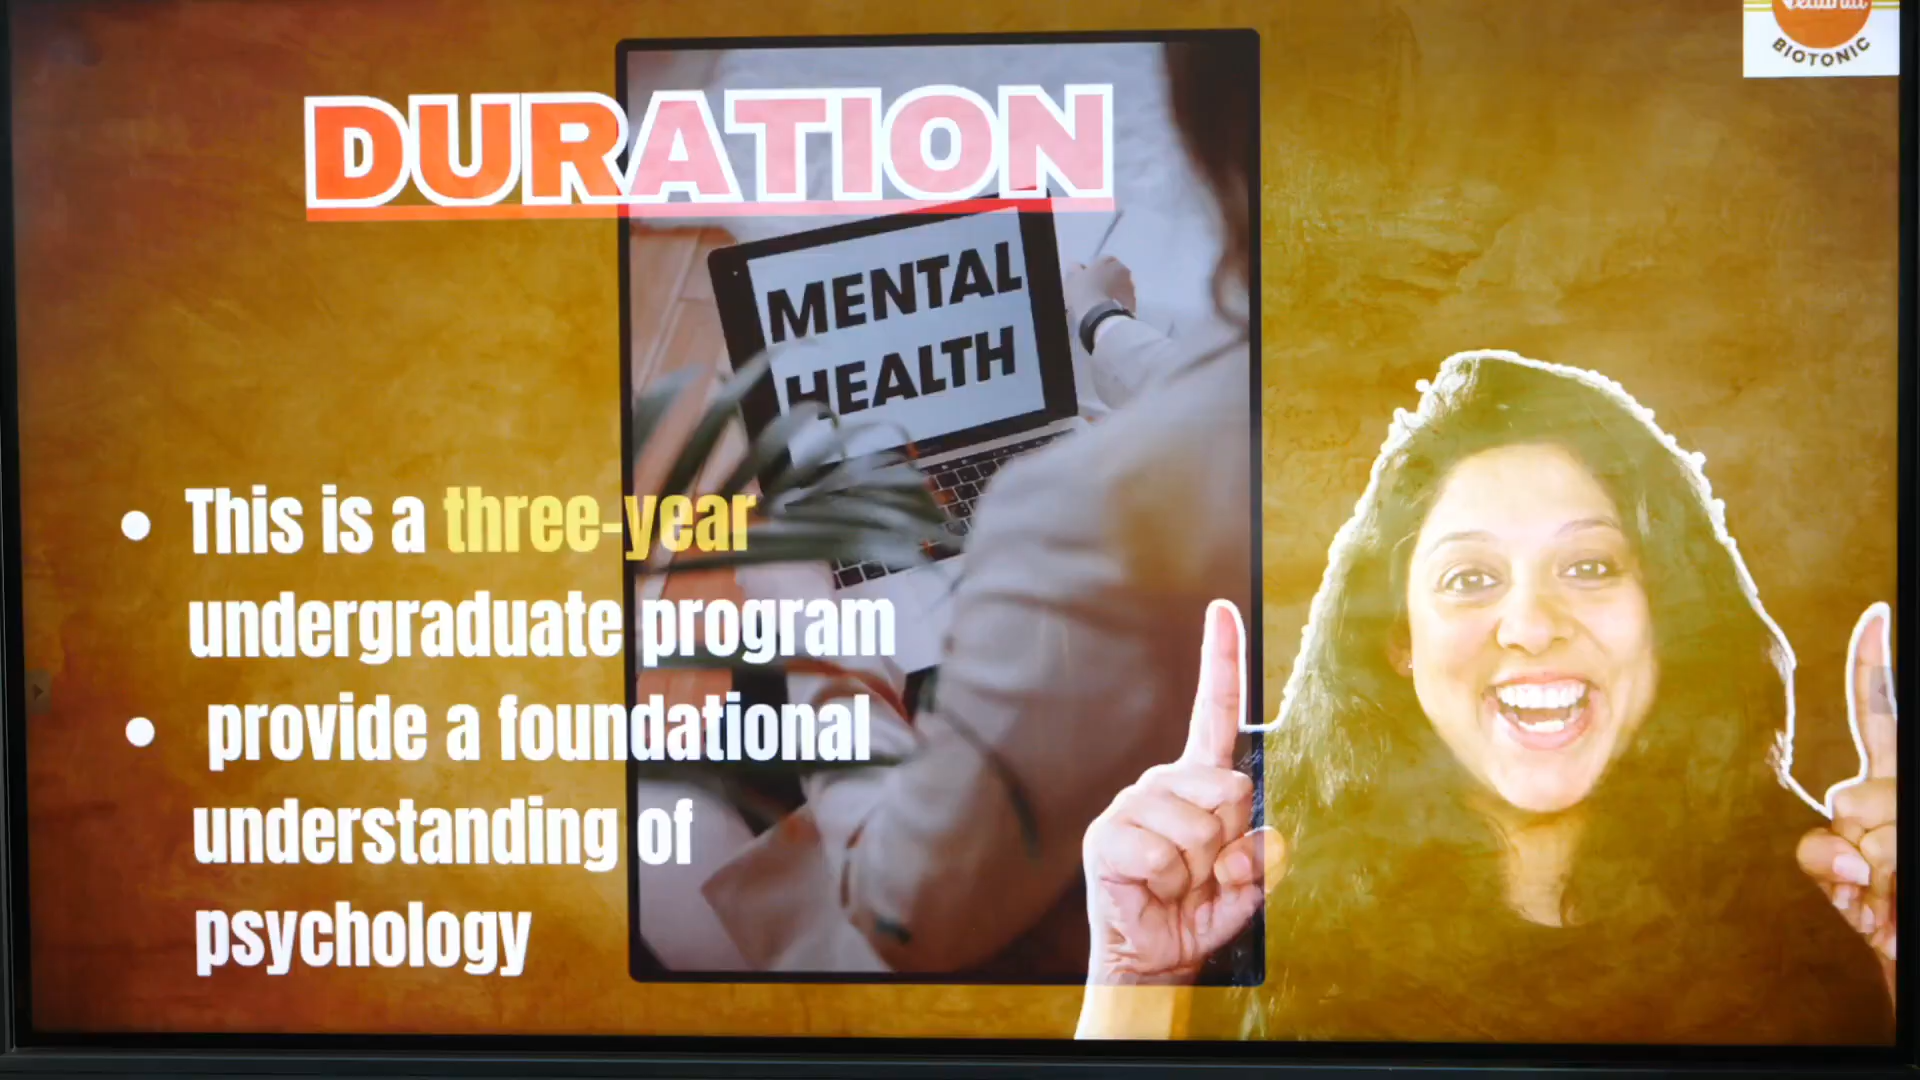 BIOTONIC
DURATION
MENTAL
HEALTH
• This is a three-year
undergraduate program
• provide a foundational
understanding of
psychology